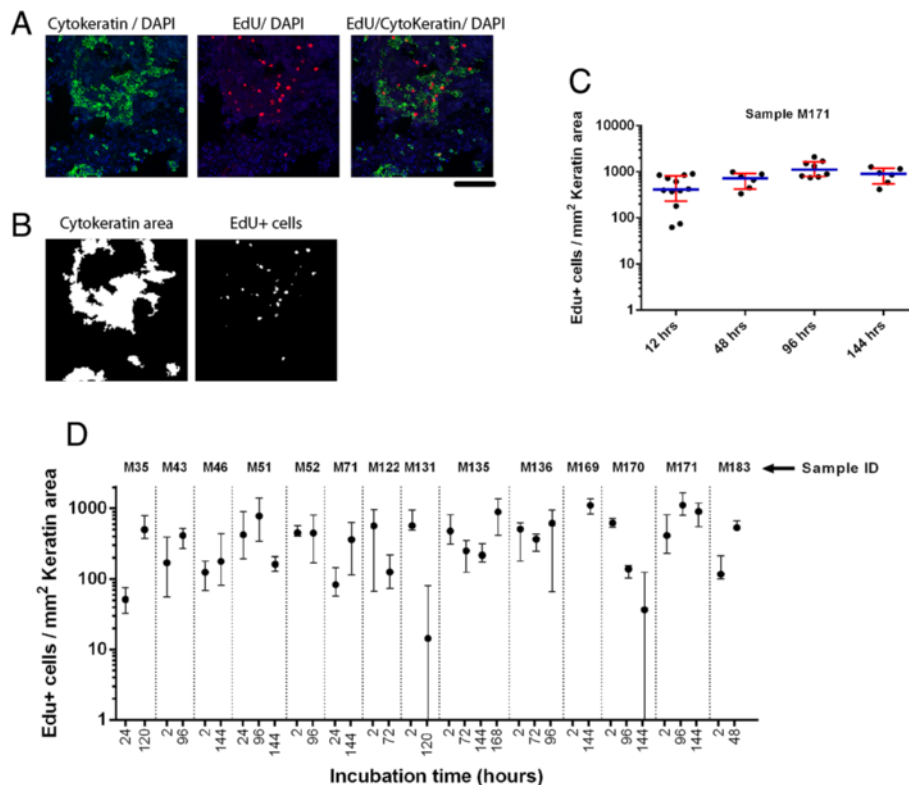 A
Cytokeratin / DAPI
EdU/ DAPI
EdU/CytoKeratin/ DAPI
B
Cytokeratin area
EdU+ cells
C
Sample M171
Edu+ cells / mm² Keratin area
10000
1000
100
10
1
12 hrs
48 hrs
96 hrs
144 hrs
D
M35 M43 M46 M51 M52 M71 M122 M131 M135 M136 M169 M170 M171 M183 Sample ID
Edu+ cells / mm² Keratin area
1000
100
10
1
24 120 2 96 2 144 24 96 144 2 96 24 144 2 72 2 120 2 72 144 168 2 72 96 2 144 2 96 144 2 96 144 2 48
Incubation time (hours)